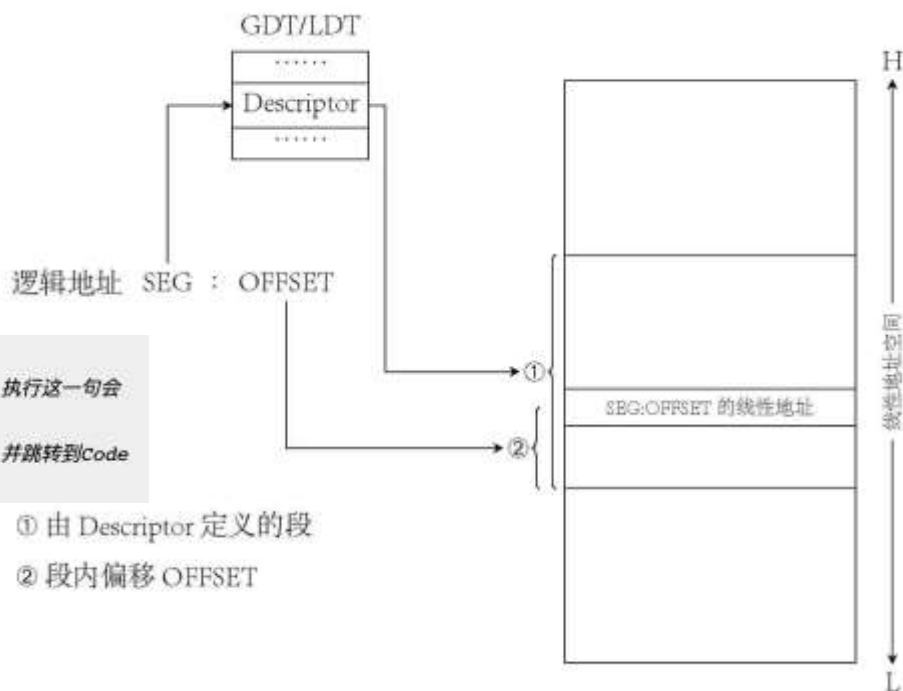 GDT/LDT
······
Descriptor
······
H
逻辑地址 SEG : OFFSET
执行这一句会
并跳转到Code
①
SEG:OFFSET 的线性地址
②
线性地址空间
① 由 Descriptor 定义的段
② 段内偏移 OFFSET
L